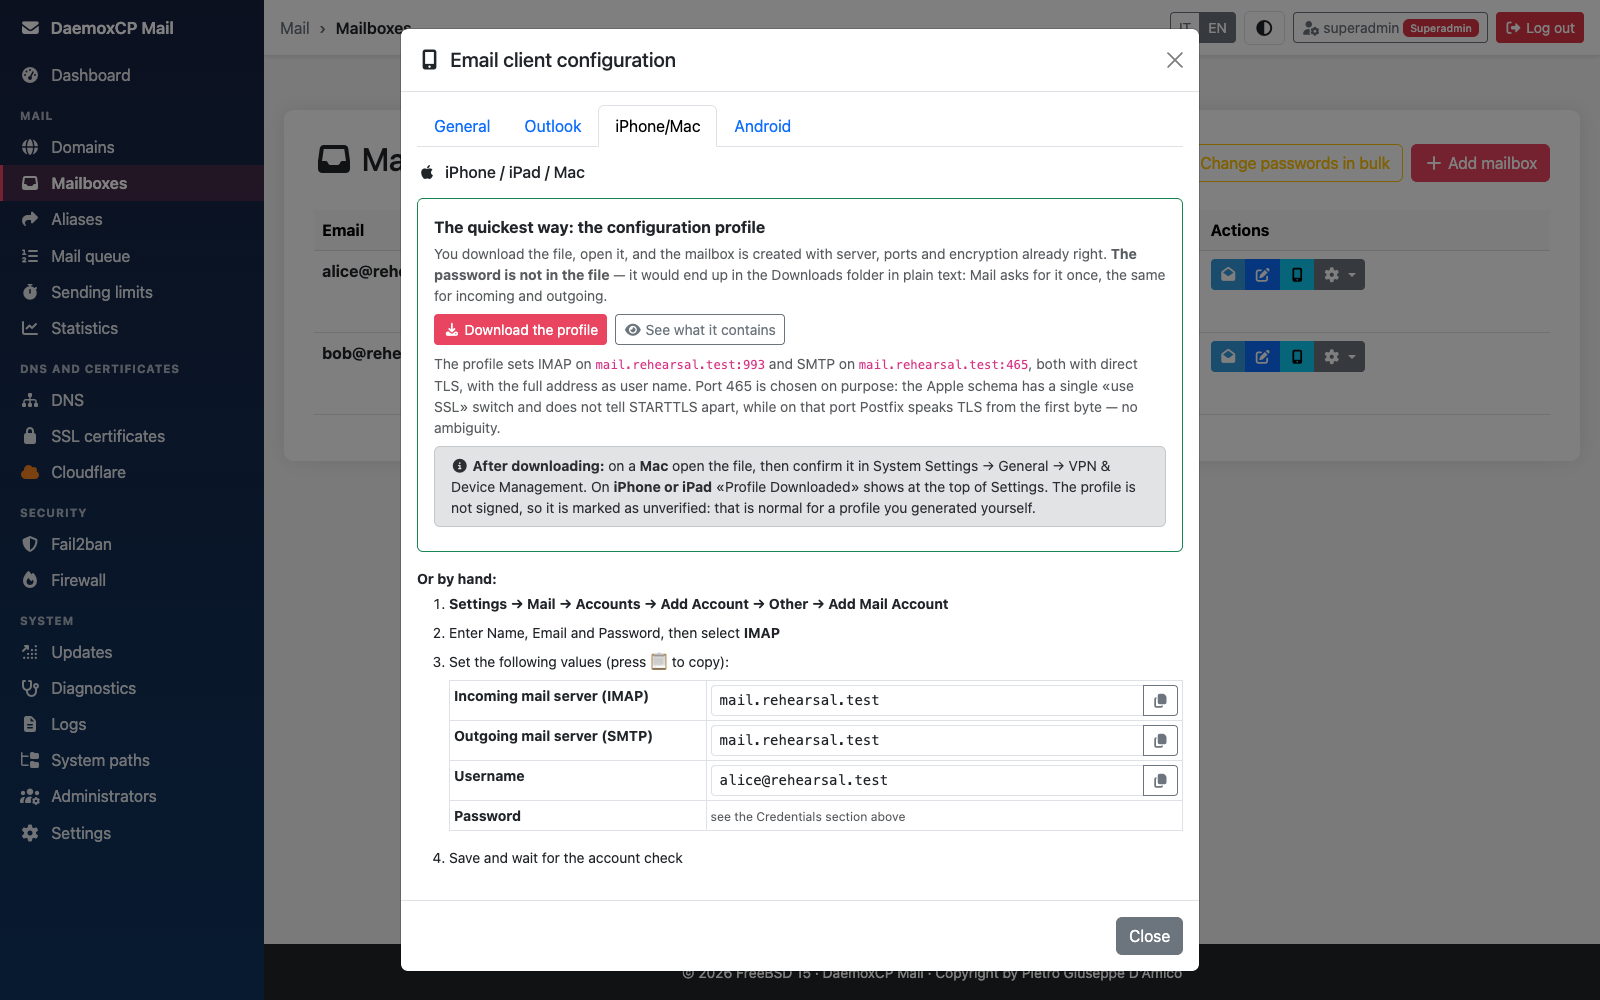 DaemoxCP Mail
Dashboard
MAIL
Domains
Mailboxes
Aliases
Mail queue
Sending limits
Statistics
DNS AND CERTIFICATES
DNS
SSL certificates
Cloudflare
SECURITY
Fail2ban
Firewall
SYSTEM
Updates
Diagnostics
Logs
System paths
Administrators
Settings
Mail › Mailboxes
IT EN
superadmin Superadmin
Log out
Change passwords in bulk
+ Add mailbox
Email
Actions
Email client configuration
General Outlook iPhone/Mac Android
iPhone / iPad / Mac
The quickest way: the configuration profile
You download the file, open it, and the mailbox is created with server, ports and encryption already right. The
password is not in the file — it would end up in the Downloads folder in plain text: Mail asks for it once, the same
for incoming and outgoing.
Download the profile See what it contains
The profile sets IMAP on mail.rehearsal.test:993 and SMTP on mail.rehearsal.test:465, both with direct
TLS, with the full address as user name. Port 465 is chosen on purpose: the Apple schema has a single «use
SSL» switch and does not tell STARTTLS apart, while on that port Postfix speaks TLS from the first byte — no
ambiguity.
After downloading: on a Mac open the file, then confirm it in System Settings → General → VPN &
Device Management. On iPhone or iPad «Profile Downloaded» shows at the top of Settings. The profile is
not signed, so it is marked as unverified: that is normal for a profile you generated yourself.
Or by hand:
1. Settings → Mail → Accounts → Add Account → Other → Add Mail Account
2. Enter Name, Email and Password, then select IMAP
3. Set the following values (press 📋 to copy):
Incoming mail server (IMAP) mail.rehearsal.test
Outgoing mail server (SMTP) mail.rehearsal.test
Username alice@rehearsal.test
Password see the Credentials section above
4. Save and wait for the account check
Close
© 2026 FreeBSD 15 · DaemoxCP Mail · Copyright by Pietro Giuseppe D'Amico